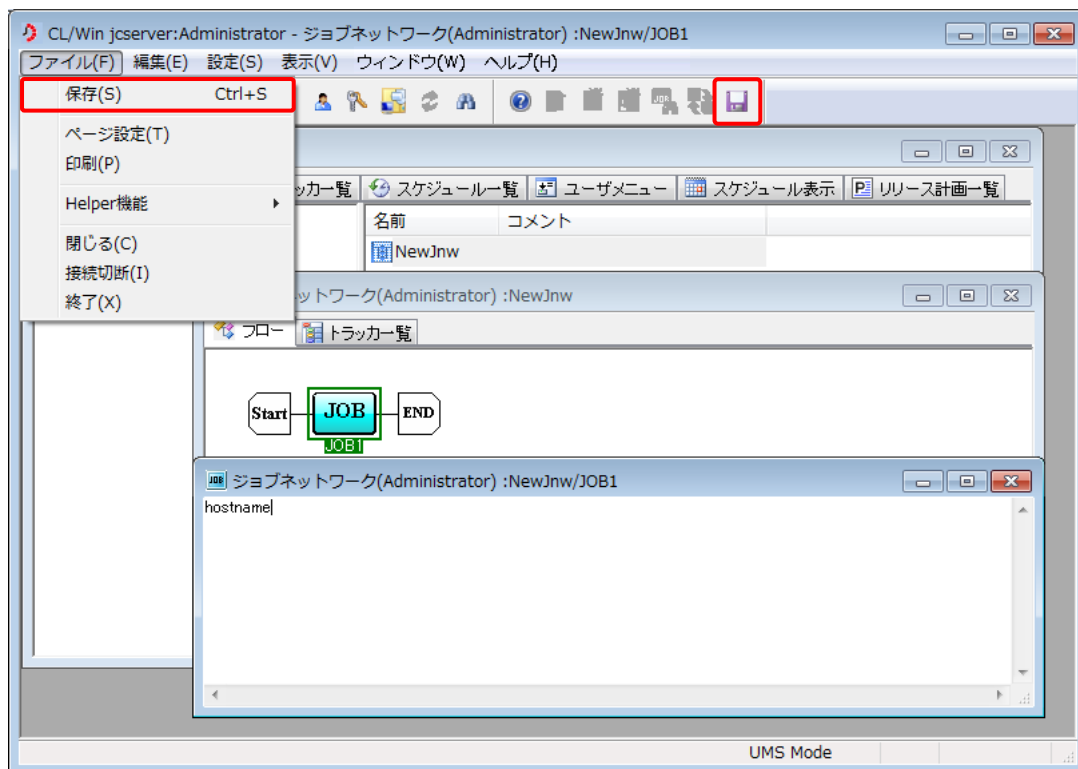 CL/Win jcserver:Administrator - ジョブネットワーク(Administrator) :NewJnw/JOB1
ファイル(F) 編集(E) 設定(S) 表示(V) ウィンドウ(W) ヘルプ(H)
保存(S) Ctrl+S
ページ設定(T)
印刷(P)
Helper機能
閉じる(C)
接続切断(I)
終了(X)
ッカー覧 スケジュール一覧 ユーザメニュー スケジュール表示 リリース計画一覧
名前 コメント
NewJnw
ットワーク(Administrator) :NewJnw
フロー トラッカ一覧
Start JOB END
JOB1
ジョブネットワーク(Administrator) :NewJnw/JOB1
hostname
UMS Mode